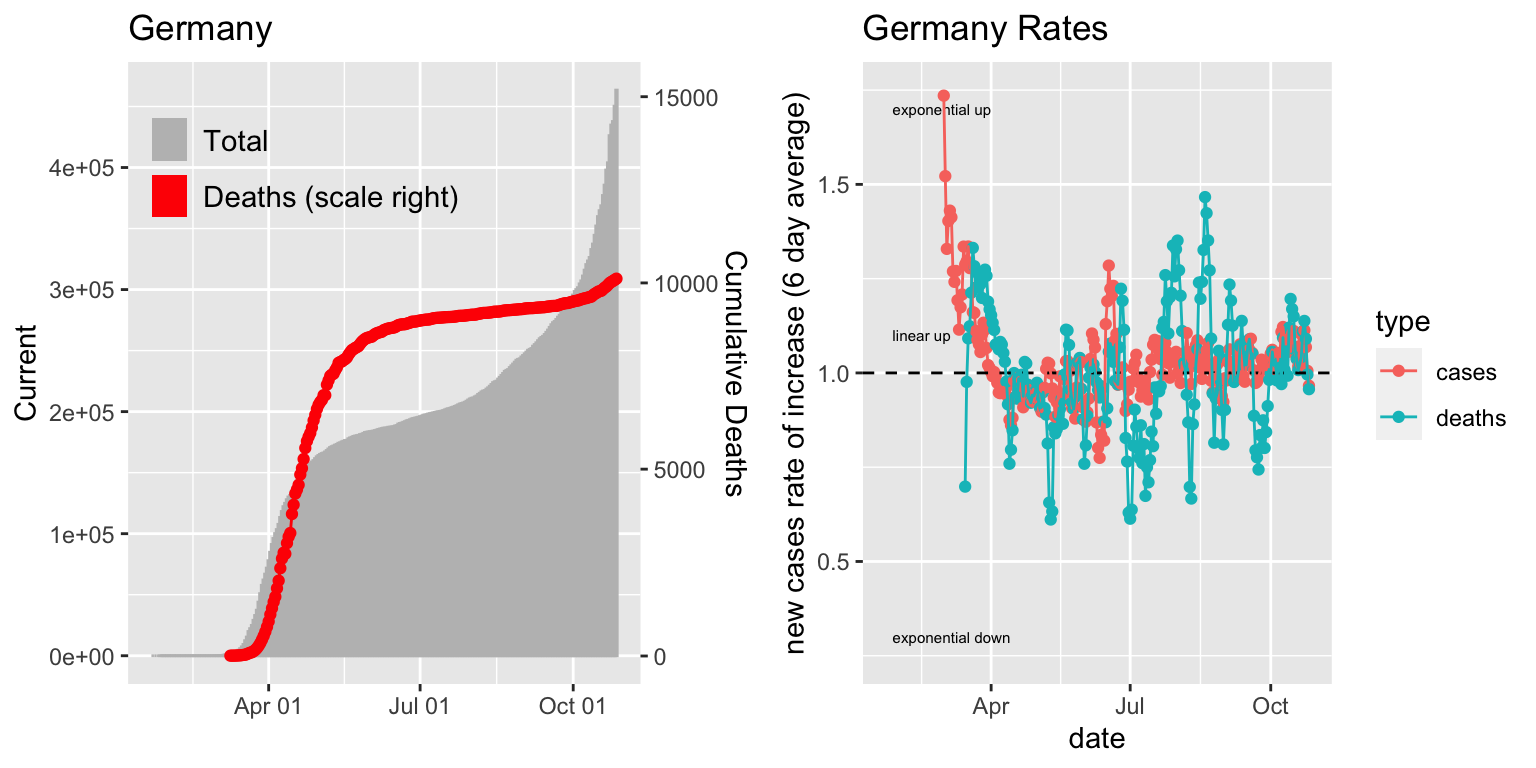 Germany
Current
4e+05
3e+05
2e+05
1e+05
0e+00
Total
Deaths (scale right)
15000
10000
5000
0
Cumulative Deaths
Apr 01
Jul 01
Oct 01
Germany Rates
new cases rate of increase (6 day average)
1.5
1.0
0.5
exponential up
linear up
exponential down
Apr
Jul
Oct
date
type
cases
deaths